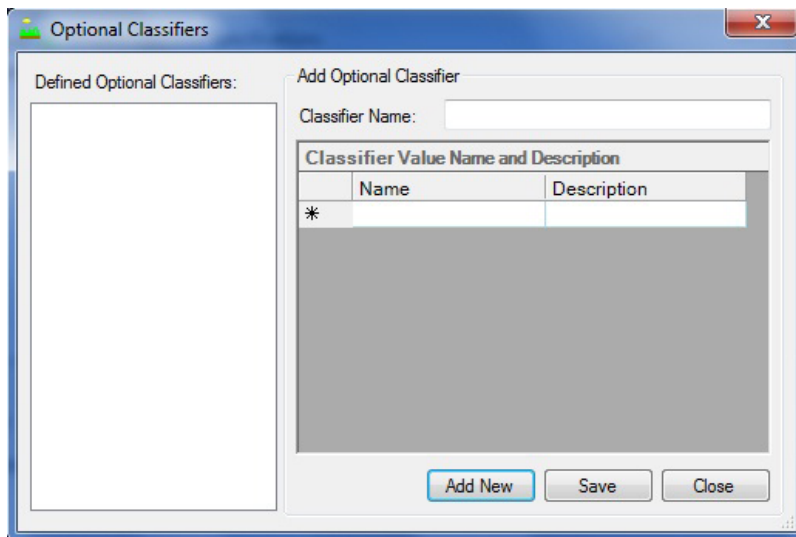 Optional Classifiers
X
Defined Optional Classifiers:
Add Optional Classifier
Classifier Name:
Classifier Value Name and Description
Name Description
*
Add New Save Close